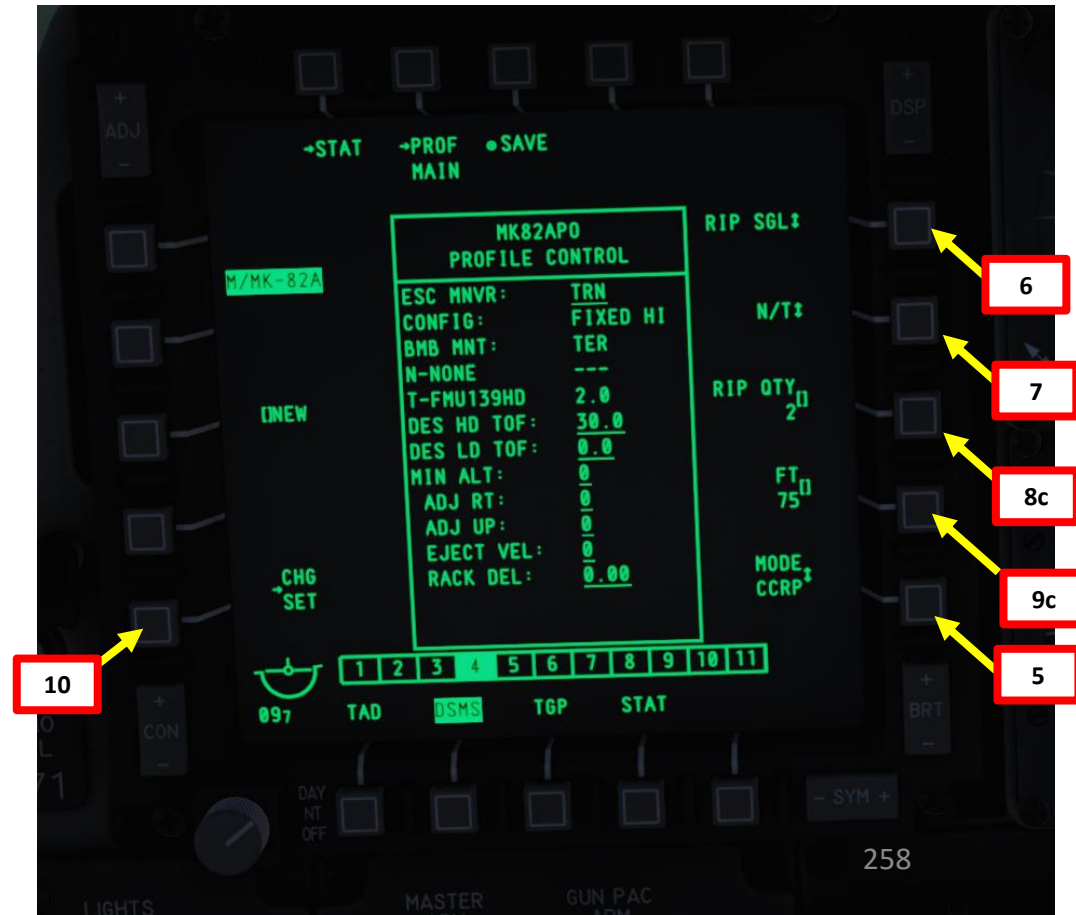 +
ADJ
-
+
DSP
-
→STAT →PROF ●SAVE
MAIN
MK82APO
PROFILE CONTROL
RIP SGL↕
6
M/MK-82A
ESC MNVR: TRN
CONFIG: FIXED HI
N/T↕
BMB MNT: TER
N-NONE ---
7
T-FMU139HD 2.0
RIP QTY[]
2
[]NEW
DES HD TOF: 30.0
DES LD TOF: 0.0
MIN ALT: 0
FT[]
75
8c
ADJ RT: 0
ADJ UP: 0
EJECT VEL: 0
RACK DEL: 0.00
→CHG
SET
MODE↕
CCRP
9c
10
1 2 3 4 5 6 7 8 9 10 11
5
097 TAD DSMS TGP STAT
+
CON
-
+
BRT
-
71
DAY
NT
OFF
- SYM +
258
LIGHTS
MASTER
GUN PAC